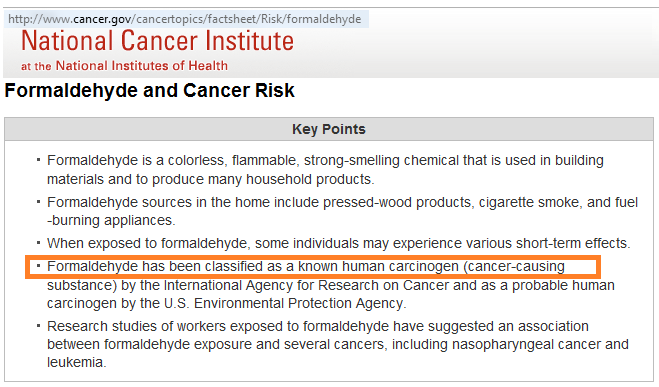 http://www.cancer.gov/cancertopics/factsheet/Risk/formaldehyde
National Cancer Institute
at the National Institutes of Health
Formaldehyde and Cancer Risk
Key Points
▪ Formaldehyde is a colorless, flammable, strong-smelling chemical that is used in building
materials and to produce many household products.
▪ Formaldehyde sources in the home include pressed-wood products, cigarette smoke, and fuel
-burning appliances.
▪ When exposed to formaldehyde, some individuals may experience various short-term effects.
▪ Formaldehyde has been classified as a known human carcinogen (cancer-causing
substance) by the International Agency for Research on Cancer and as a probable human
carcinogen by the U.S. Environmental Protection Agency.
▪ Research studies of workers exposed to formaldehyde have suggested an association
between formaldehyde exposure and several cancers, including nasopharyngeal cancer and
leukemia.